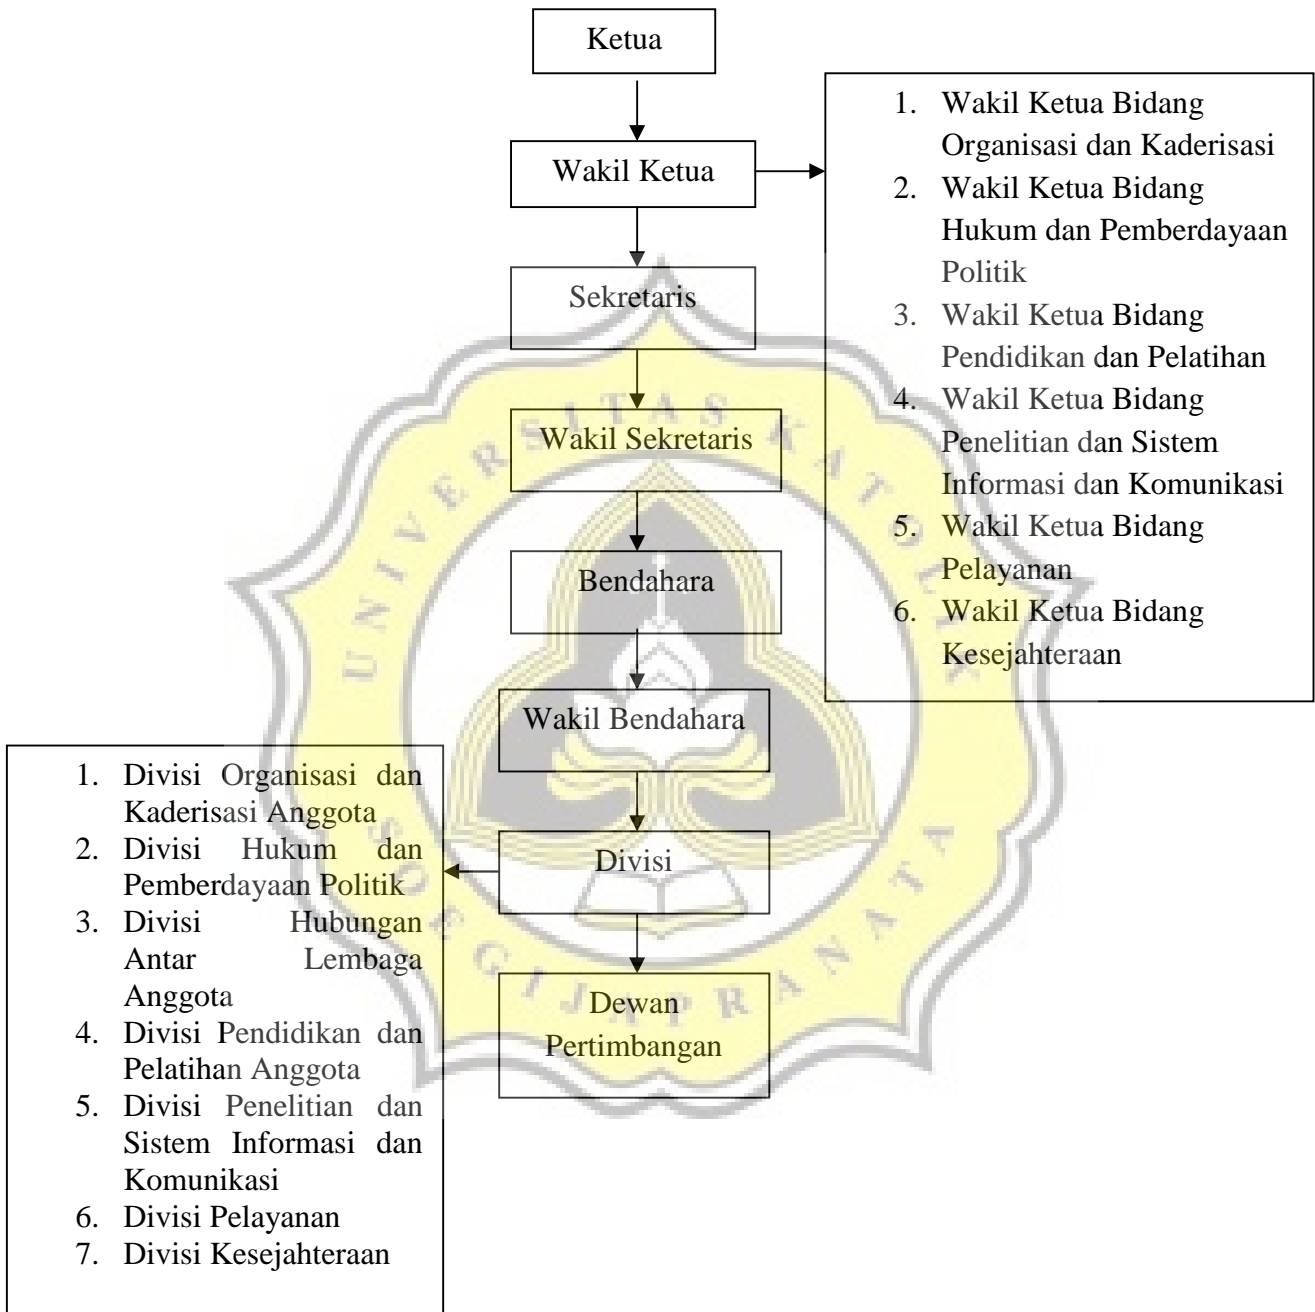 Ketua
Wakil Ketua
1. Wakil Ketua Bidang
Organisasi dan Kaderisasi
2. Wakil Ketua Bidang
Hukum dan Pemberdayaan
Politik
3. Wakil Ketua Bidang
Pendidikan dan Pelatihan
4. Wakil Ketua Bidang
Penelitian dan Sistem
Informasi dan Komunikasi
5. Wakil Ketua Bidang
Pelayanan
6. Wakil Ketua Bidang
Kesejahteraan
Sekretaris
Wakil Sekretaris
Bendahara
Wakil Bendahara
Divisi
1. Divisi Organisasi dan
Kaderisasi Anggota
2. Divisi Hukum dan
Pemberdayaan Politik
3. Divisi Hubungan
Antar Lembaga
Anggota
4. Divisi Pendidikan dan
Pelatihan Anggota
5. Divisi Penelitian dan
Sistem Informasi dan
Komunikasi
6. Divisi Pelayanan
7. Divisi Kesejahteraan
Dewan
Pertimbangan
UNIVERSITAS KATOLIK
SOEGIJAPRANATA